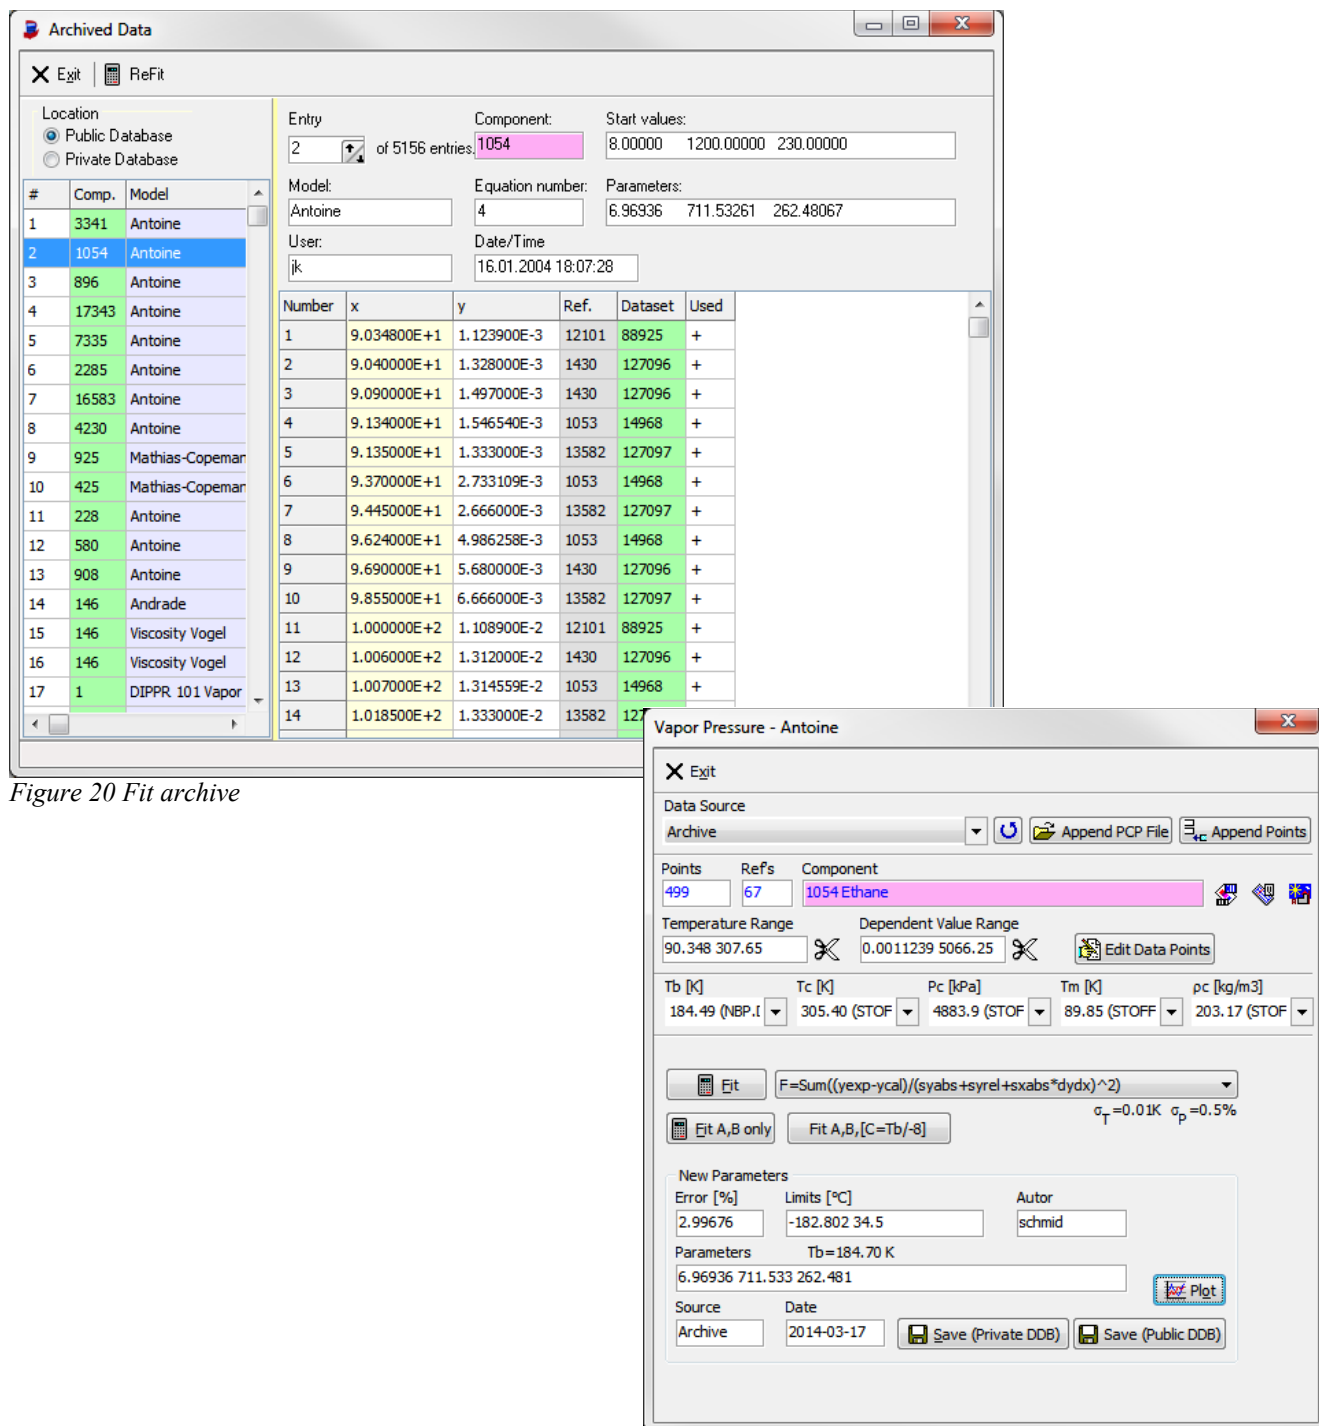 Archived Data
Exit ReFit
Location
Public Database
Private Database
Entry Component: Start values:
2 of 5156 entries. 1054 8.00000 1200.00000 230.00000
Model: Equation number: Parameters:
Antoine 4 6.96936 711.53261 262.48067
User: Date/Time
jk 16.01.2004 18:07:28
# Comp. Model
1 3341 Antoine
2 1054 Antoine
3 896 Antoine
4 17343 Antoine
5 7335 Antoine
6 2285 Antoine
7 16583 Antoine
8 4230 Antoine
9 925 Mathias-Copeman
10 425 Mathias-Copeman
11 228 Antoine
12 580 Antoine
13 908 Antoine
14 146 Andrade
15 146 Viscosity Vogel
16 146 Viscosity Vogel
17 1 DIPPR 101 Vapor
Number x y Ref. Dataset Used
1 9.034800E+1 1.123900E-3 12101 88925 +
2 9.040000E+1 1.328000E-3 1430 127096 +
3 9.090000E+1 1.497000E-3 1430 127096 +
4 9.134000E+1 1.546540E-3 1053 14968 +
5 9.135000E+1 1.333000E-3 13582 127097 +
6 9.370000E+1 2.733109E-3 1053 14968 +
7 9.445000E+1 2.666000E-3 13582 127097 +
8 9.624000E+1 4.986258E-3 1053 14968 +
9 9.690000E+1 5.680000E-3 1430 127096 +
10 9.855000E+1 6.666000E-3 13582 127097 +
11 1.000000E+2 1.108900E-2 12101 88925 +
12 1.006000E+2 1.312000E-2 1430 127096 +
13 1.007000E+2 1.314559E-2 1053 14968 +
14 1.018500E+2 1.333000E-2 13582 127
Figure 20 Fit archive
Vapor Pressure - Antoine
Exit
Data Source
Archive Append PCP File Append Points
Points Ref's Component
499 67 1054 Ethane
Temperature Range Dependent Value Range
90.348 307.65 0.0011239 5066.25 Edit Data Points
Tb [K] Tc [K] Pc [kPa] Tm [K] ρc [kg/m3]
184.49 (NBP.I 305.40 (STOF 4883.9 (STOF 89.85 (STOFF 203.17 (STOF
Fit F=Sum((yexp-ycal)/(syabs+syrel+sxabs*dydx)^2)
σT=0.01K σP=0.5%
Fit A,B only Fit A,B,[C=Tb/-8]
New Parameters
Error [%] Limits [°C] Autor
2.99676 -182.802 34.5 schmid
Parameters Tb=184.70 K
6.96936 711.533 262.481
Plot
Source Date
Archive 2014-03-17 Save (Private DDB) Save (Public DDB)